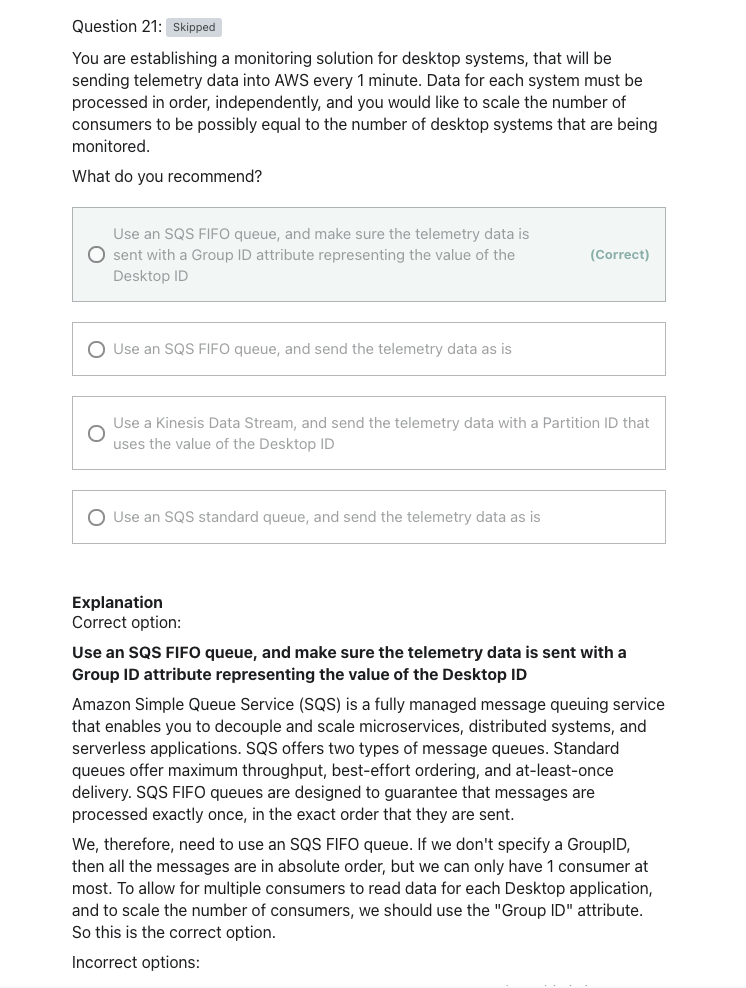 Question 21: Skipped
You are establishing a monitoring solution for desktop systems, that will be
sending telemetry data into AWS every 1 minute. Data for each system must be
processed in order, independently, and you would like to scale the number of
consumers to be possibly equal to the number of desktop systems that are being
monitored.
What do you recommend?
Use an SQS FIFO queue, and make sure the telemetry data is
sent with a Group ID attribute representing the value of the
Desktop ID
(Correct)
Use an SQS FIFO queue, and send the telemetry data as is
Use a Kinesis Data Stream, and send the telemetry data with a Partition ID that
uses the value of the Desktop ID
Use an SQS standard queue, and send the telemetry data as is
Explanation
Correct option:
Use an SQS FIFO queue, and make sure the telemetry data is sent with a
Group ID attribute representing the value of the Desktop ID
Amazon Simple Queue Service (SQS) is a fully managed message queuing service
that enables you to decouple and scale microservices, distributed systems, and
serverless applications. SQS offers two types of message queues. Standard
queues offer maximum throughput, best-effort ordering, and at-least-once
delivery. SQS FIFO queues are designed to guarantee that messages are
processed exactly once, in the exact order that they are sent.
We, therefore, need to use an SQS FIFO queue. If we don't specify a GroupID,
then all the messages are in absolute order, but we can only have 1 consumer at
most. To allow for multiple consumers to read data for each Desktop application,
and to scale the number of consumers, we should use the "Group ID" attribute.
So this is the correct option.
Incorrect options: